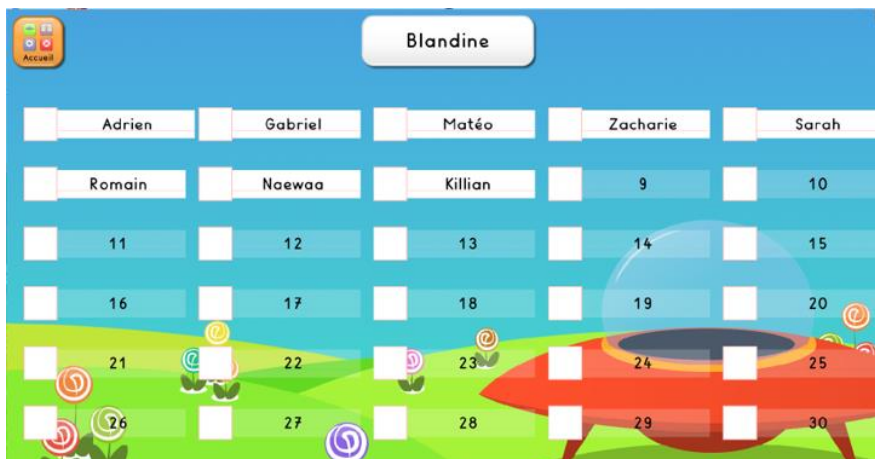 Accueil
Blandine
Adrien Gabriel Matéo Zacharie Sarah
Romain Naewaa Killian 9 10
11 12 13 14 15
16 17 18 19 20
21 22 23 24 25
26 27 28 29 30